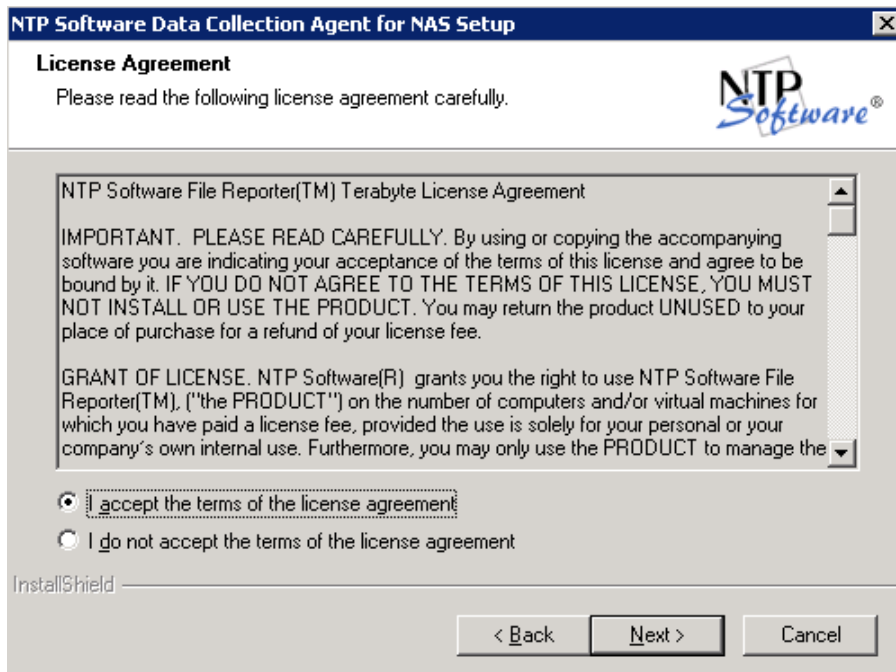 NTP Software Data Collection Agent for NAS Setup
License Agreement
Please read the following license agreement carefully.
NTP
Software®
NTP Software File Reporter(TM) Terabyte License Agreement
IMPORTANT.  PLEASE READ CAREFULLY. By using or copying the accompanying
software you are indicating your acceptance of the terms of this license and agree to be
bound by it. IF YOU DO NOT AGREE TO THE TERMS OF THIS LICENSE, YOU MUST
NOT INSTALL OR USE THE PRODUCT. You may return the product UNUSED to your
place of purchase for a refund of your license fee.
GRANT OF LICENSE. NTP Software(R)  grants you the right to use NTP Software File
Reporter(TM), ("the PRODUCT") on the number of computers and/or virtual machines for
which you have paid a license fee, provided the use is solely for your personal or your
company's own internal use. Furthermore, you may only use the PRODUCT to manage the
I accept the terms of the license agreement
I do not accept the terms of the license agreement
InstallShield
< Back
Next >
Cancel